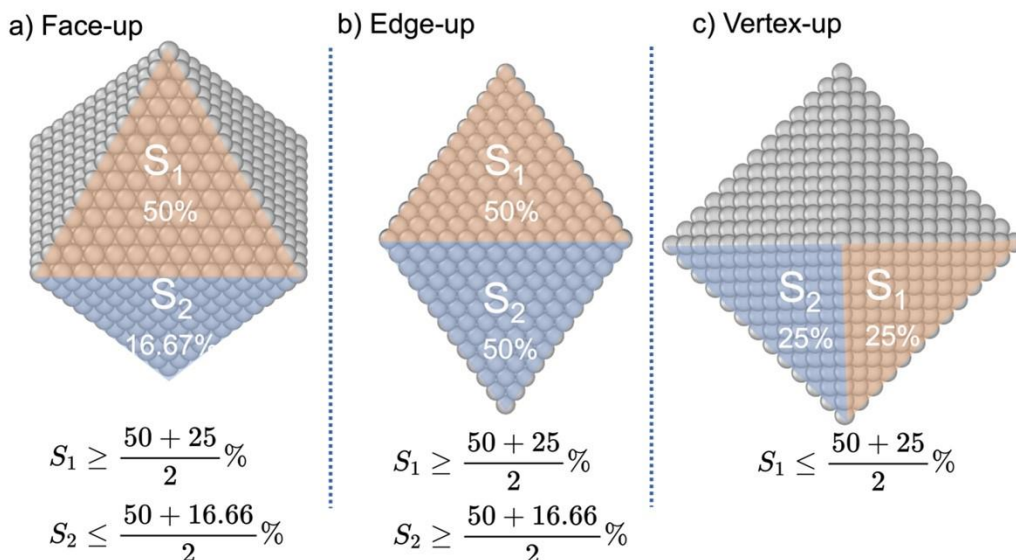 a) Face-up
b) Edge-up
c) Vertex-up
S₁
50%
S₂
16.67%
S₁
50%
S₂
50%
S₂
25%
S₁
25%
S₁ ≥ (50 + 25)/2 %
S₂ ≤ (50 + 16.66)/2 %
S₁ ≥ (50 + 25)/2 %
S₂ ≥ (50 + 16.66)/2 %
S₁ ≤ (50 + 25)/2 %